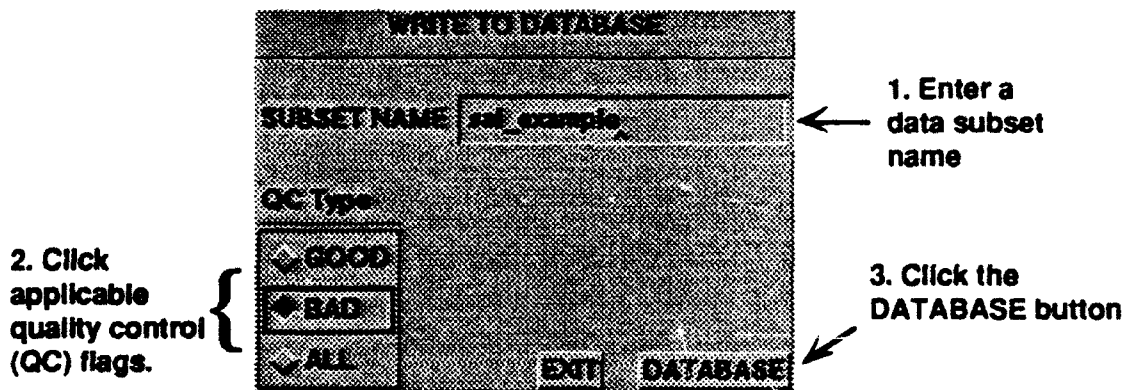 WRITE TO DATABASE
SUBSET NAME
saf_example
1. Enter a
data subset
name
QC Type
GOOD
BAD
ALL
2. Click
applicable
quality control
(QC) flags.
EXIT
DATABASE
3. Click the
DATABASE button